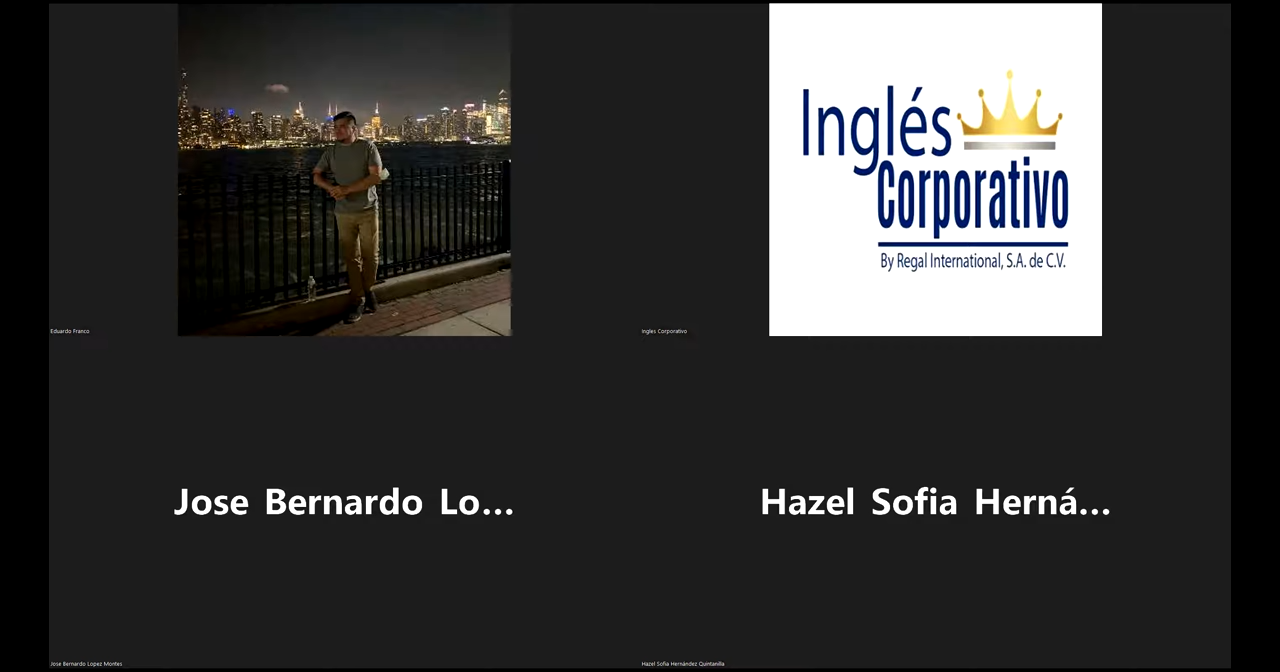 Inglés
Corporativo
By Regal International, S.A. de C.V.
Eduardo Franco
Ingles Corporativo
Jose Bernardo Lo...
Hazel Sofia Herná...
Jose Bernardo Lopez Montes
Hazel Sofia Hernández Quintanilla